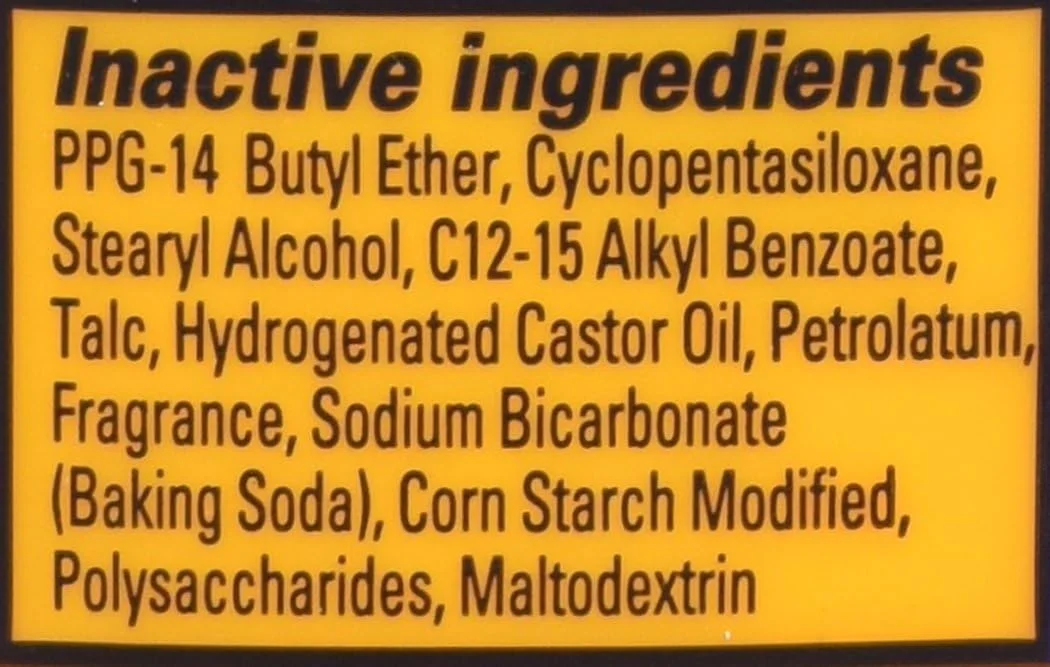 Inactive ingredients
PPG-14 Butyl Ether, Cyclopentasiloxane,
Stearyl Alcohol, C12-15 Alkyl Benzoate,
Talc, Hydrogenated Castor Oil, Petrolatum,
Fragrance, Sodium Bicarbonate
(Baking Soda), Corn Starch Modified,
Polysaccharides, Maltodextrin